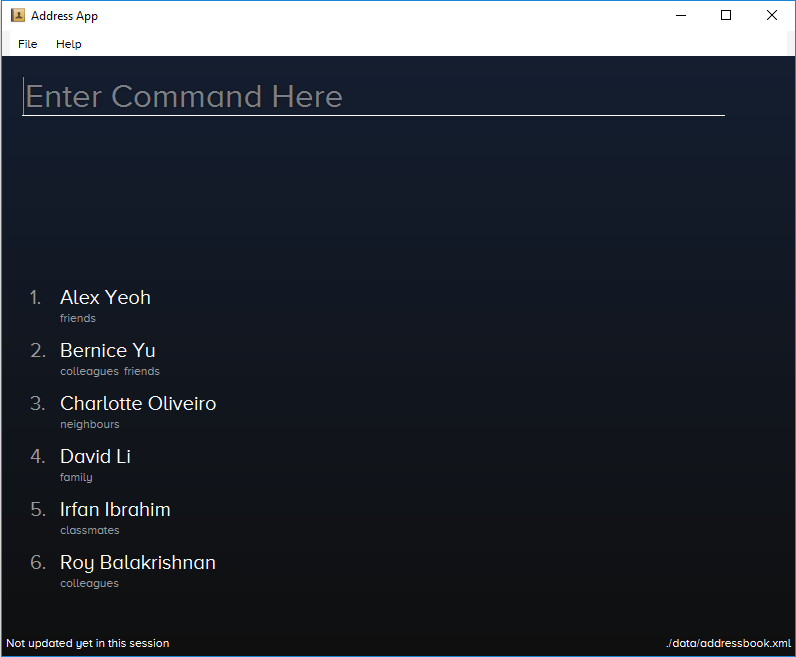 Address App
File Help
Enter Command Here
1. Alex Yeoh
friends
2. Bernice Yu
colleagues friends
3. Charlotte Oliveiro
neighbours
4. David Li
family
5. Irfan Ibrahim
classmates
6. Roy Balakrishnan
colleagues
Not updated yet in this session ./data/addressbook.xml